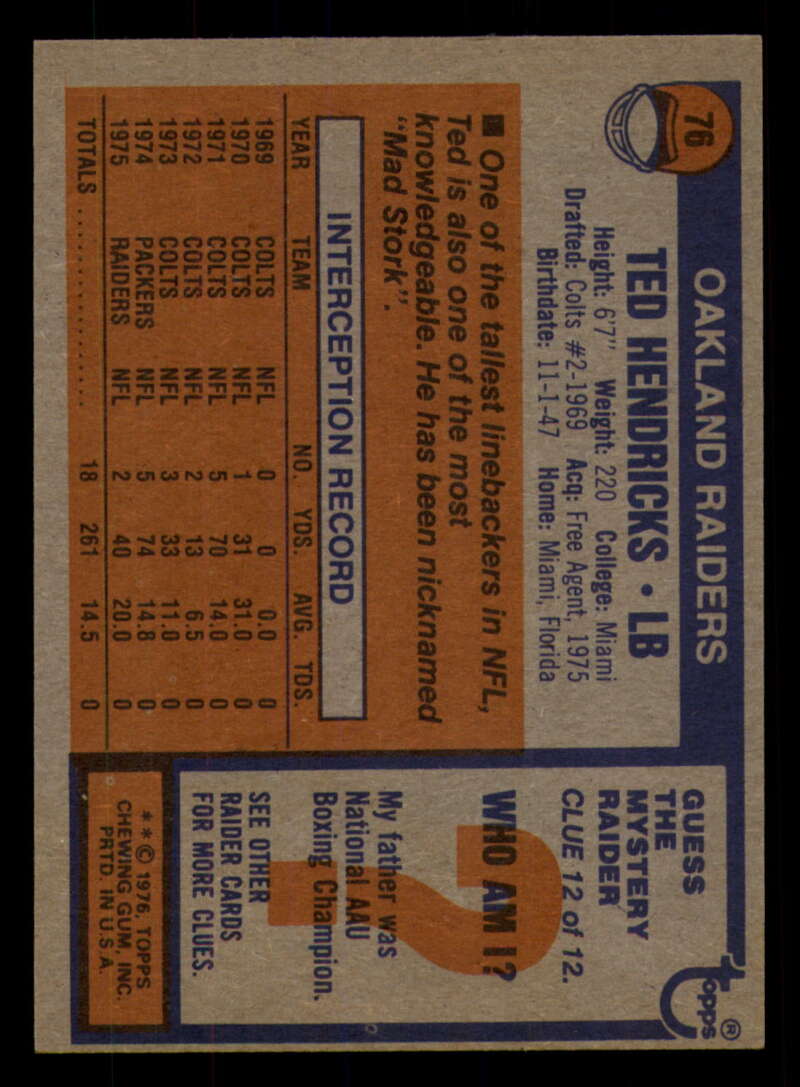 76
OAKLAND RAIDERS
TED HENDRICKS • LB
Height: 6'7" Weight: 220 College: Miami
Drafted: Colts #2-1969 Acq: Free Agent, 1975
Birthdate: 11-1-47 Home: Miami, Florida
■ One of the tallest linebackers in NFL,
Ted is also one of the most
knowledgeable. He has been nicknamed
"Mad Stork".
INTERCEPTION RECORD
YEAR TEAM NO. YDS. AVG. TDS.
1969 COLTS NFL 0 0 0.0 0
1970 COLTS NFL 1 31 31.0 0
1971 COLTS NFL 5 70 14.0 0
1972 COLTS NFL 2 13 6.5 0
1973 COLTS NFL 3 33 11.0 0
1974 PACKERS NFL 5 74 14.8 0
1975 RAIDERS NFL 2 40 20.0 0
TOTALS .................... 18 261 14.5 0
topps®
GUESS
THE
MYSTERY
RAIDER
CLUE 12 of 12.
?
WHO AM I?
My father was
National AAU
Boxing Champion.
SEE OTHER
RAIDER CARDS
FOR MORE CLUES.
**© 1976, TOPPS
CHEWING GUM, INC.
PRTD. IN U.S.A.